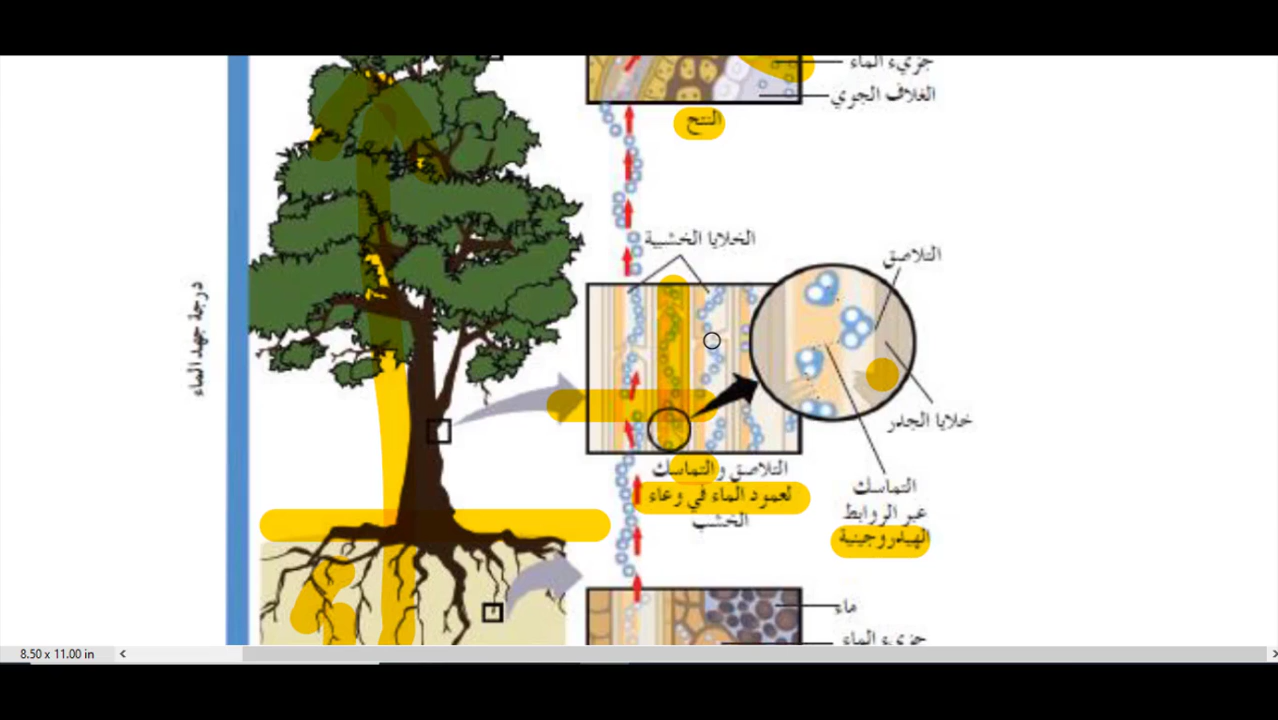 جزيء الماء
الغلاف الجوي
النتح
الخلايا الخشبية
التلاصق
درجة جهد الماء
خلايا الجذر
التلاصق والتماسك
لعمود الماء في وعاء
الخشب
التماسك
عبر الروابط
الهيدروجينية
ماء
جزيء الماء
8.50 x 11.00 in